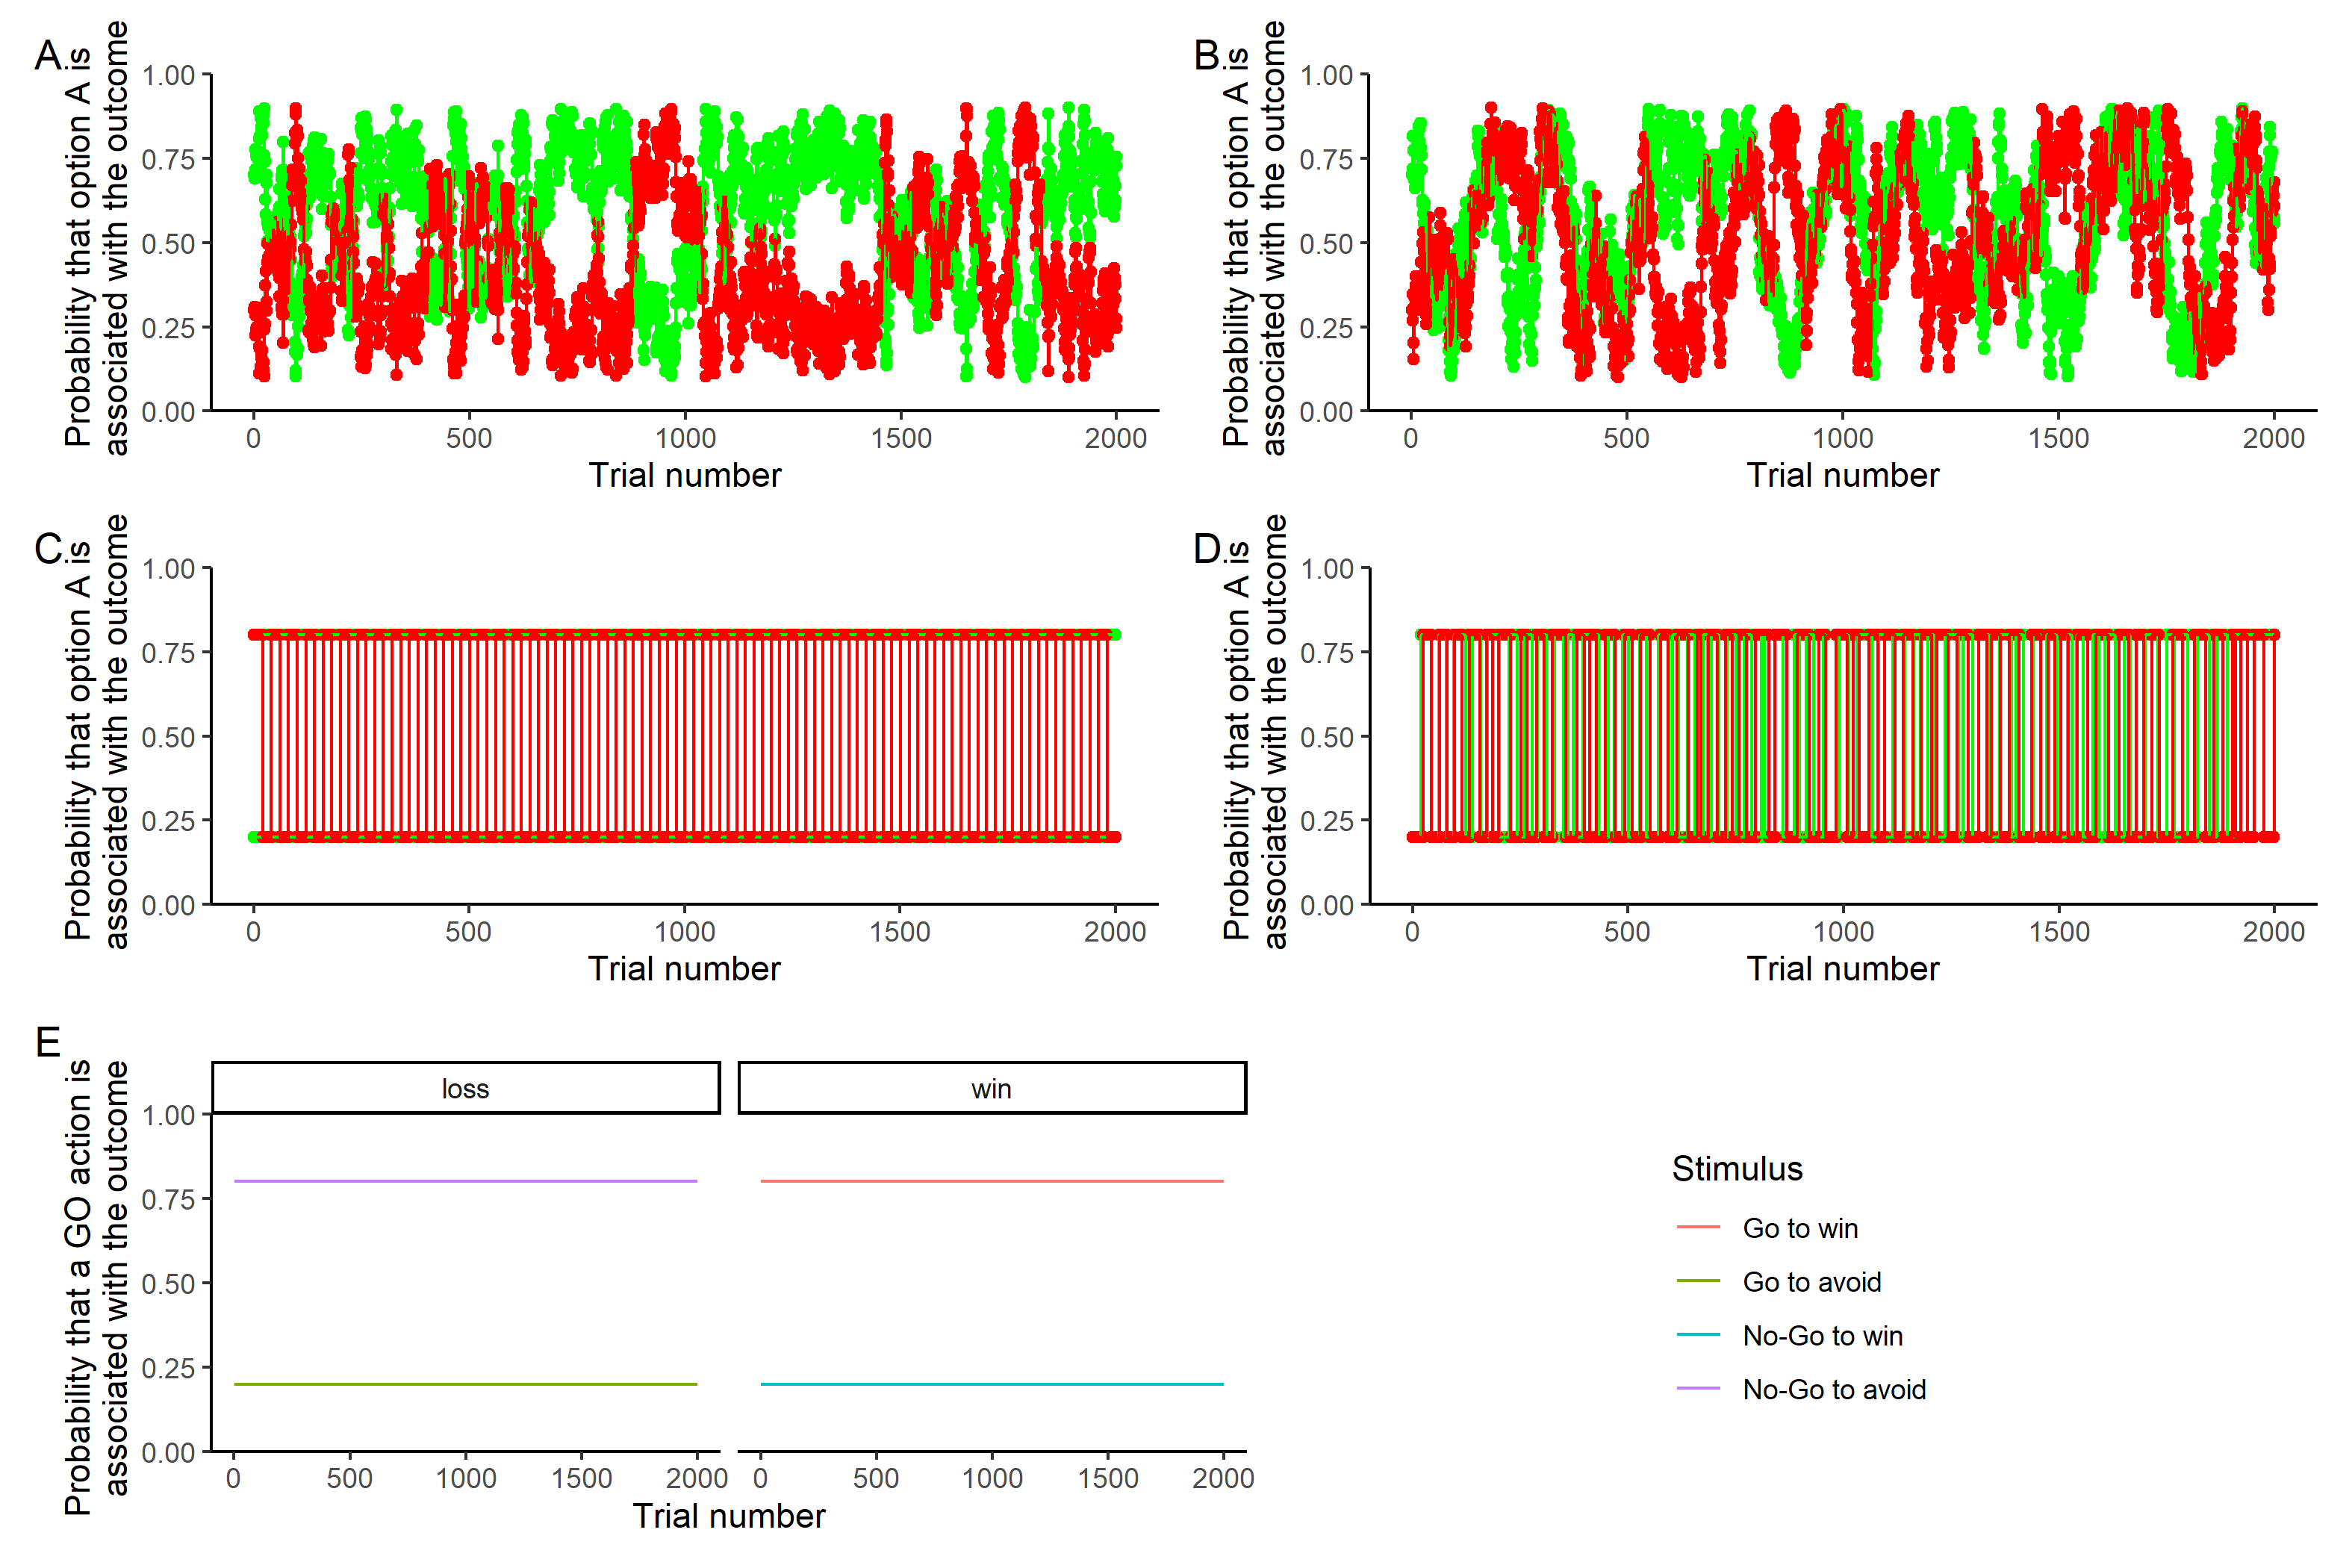 A
Probability that option A is
associated with the outcome
1.00
0.75
0.50
0.25
0.00
0 500 1000 1500 2000
Trial number
B
Probability that option A is
associated with the outcome
1.00
0.75
0.50
0.25
0.00
0 500 1000 1500 2000
Trial number
C
Probability that option A is
associated with the outcome
1.00
0.75
0.50
0.25
0.00
0 500 1000 1500 2000
Trial number
D
Probability that option A is
associated with the outcome
1.00
0.75
0.50
0.25
0.00
0 500 1000 1500 2000
Trial number
E
Probability that a GO action is
associated with the outcome
loss win
1.00
0.75
0.50
0.25
0.00
0 500 1000 1500 2000 0 500 1000 1500 2000
Trial number
Stimulus
Go to win
Go to avoid
No-Go to win
No-Go to avoid